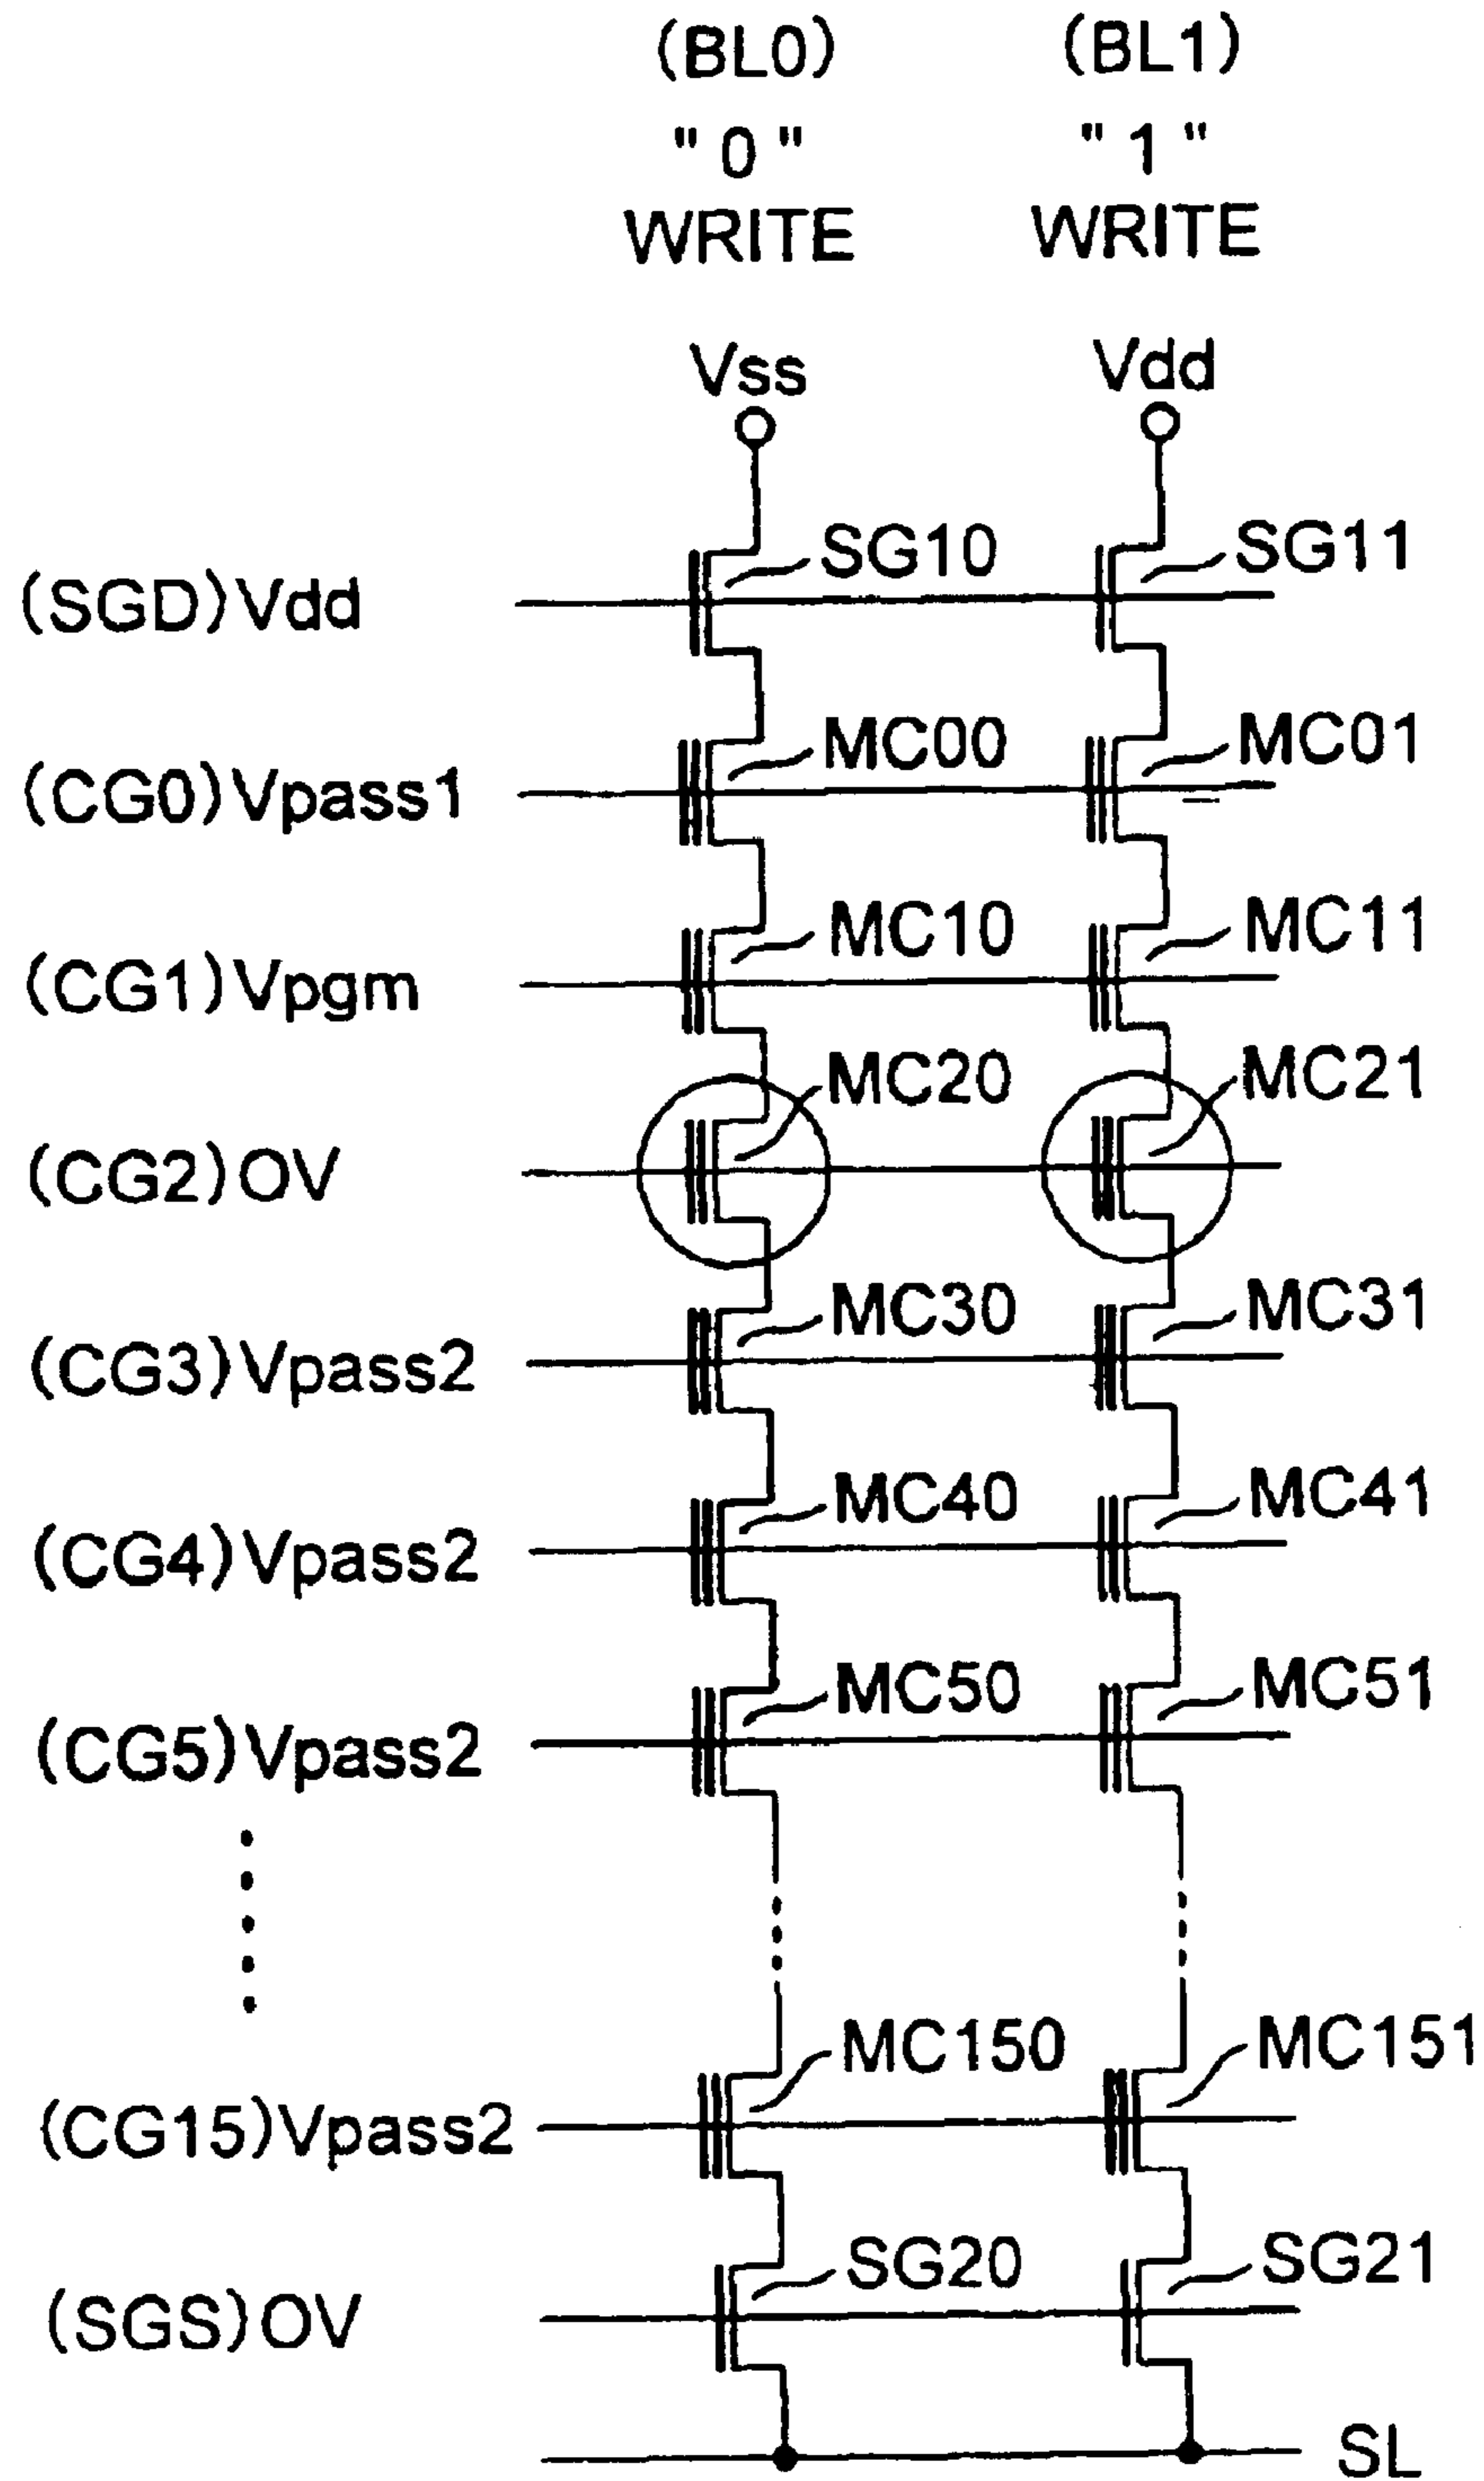 (BL0) (BL1)
"0" "1"
WRITE WRITE
Vss Vdd
(SGD)Vdd SG10 SG11
(CG0)Vpass1 MC00 MC01
(CG1)Vpgm MC10 MC11
(CG2)OV MC20 MC21
(CG3)Vpass2 MC30 MC31
(CG4)Vpass2 MC40 MC41
(CG5)Vpass2 MC50 MC51
(CG15)Vpass2 MC150 MC151
(SGS)OV SG20 SG21
SL